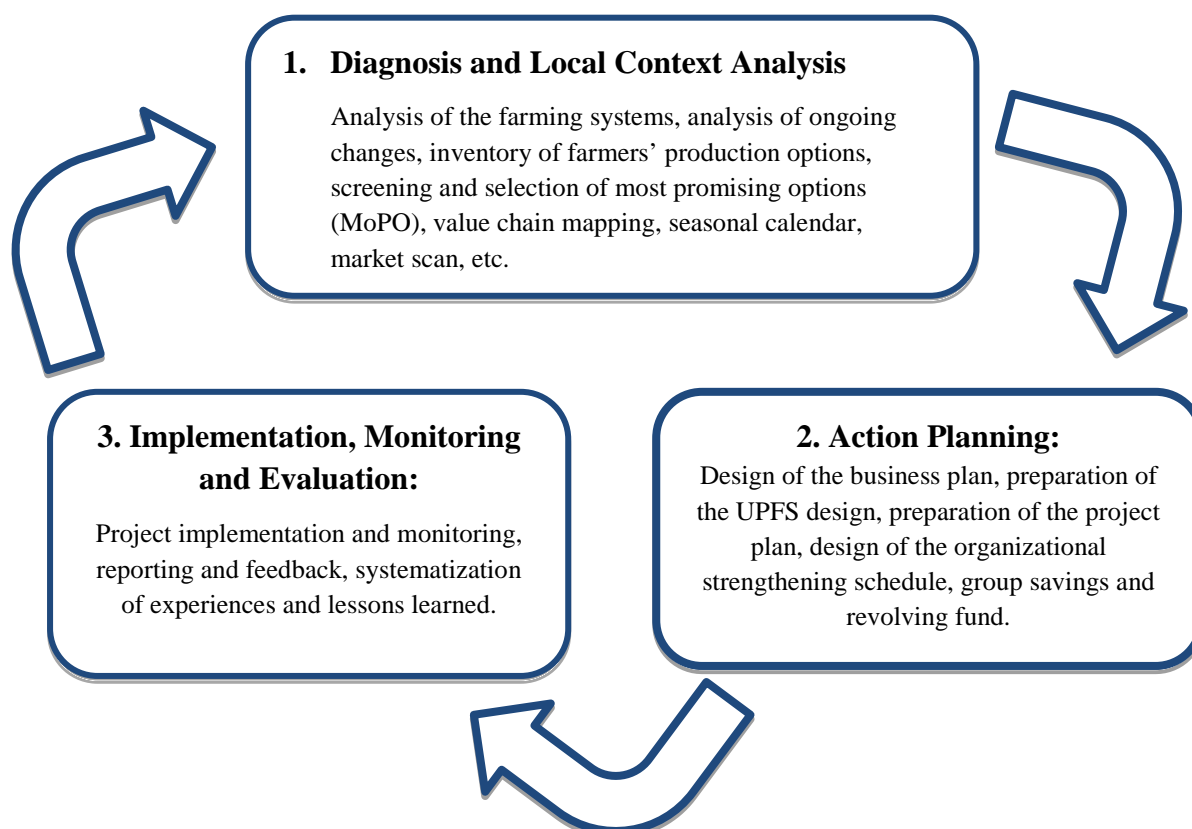 1. Diagnosis and Local Context Analysis
Analysis of the farming systems, analysis of ongoing
changes, inventory of farmers’ production options,
screening and selection of most promising options
(MoPO), value chain mapping, seasonal calendar,
market scan, etc.
2. Action Planning:
Design of the business plan, preparation of
the UPFS design, preparation of the project
plan, design of the organizational
strengthening schedule, group savings and
revolving fund.
3. Implementation, Monitoring
and Evaluation:
Project implementation and monitoring,
reporting and feedback, systematization
of experiences and lessons learned.